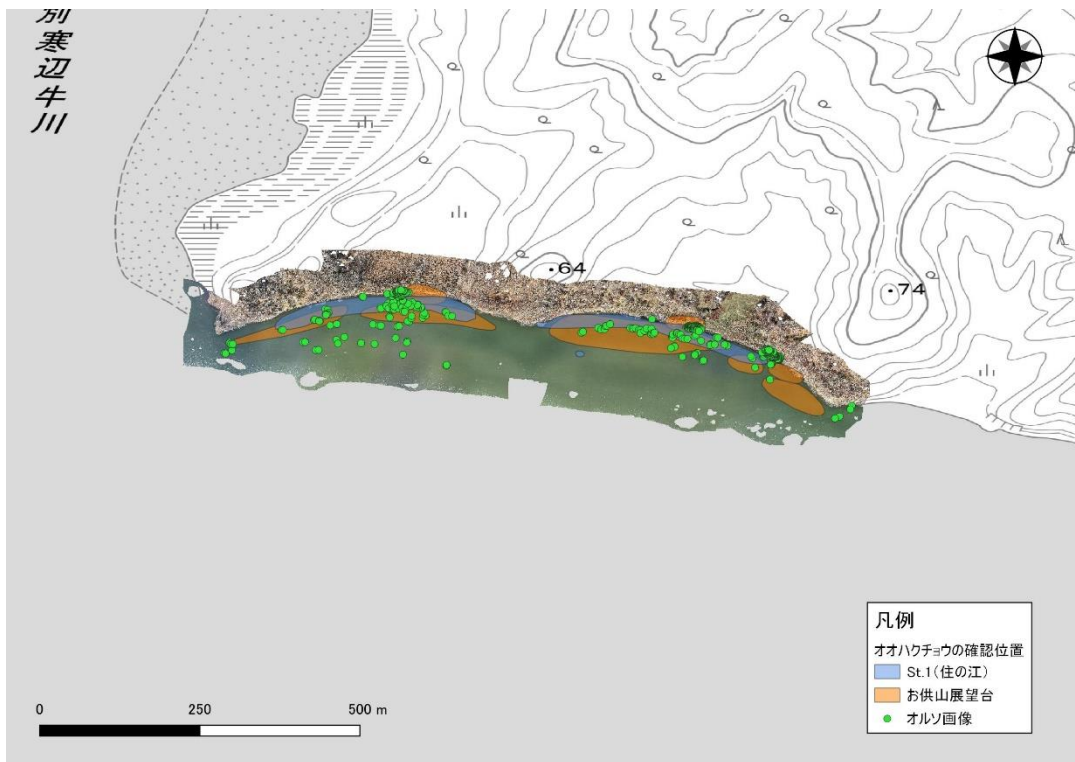 別寒辺牛川
64
74
凡例
オオハクチョウの確認位置
St.1(住の江)
お供山展望台
オルソ画像
0 250 500 m